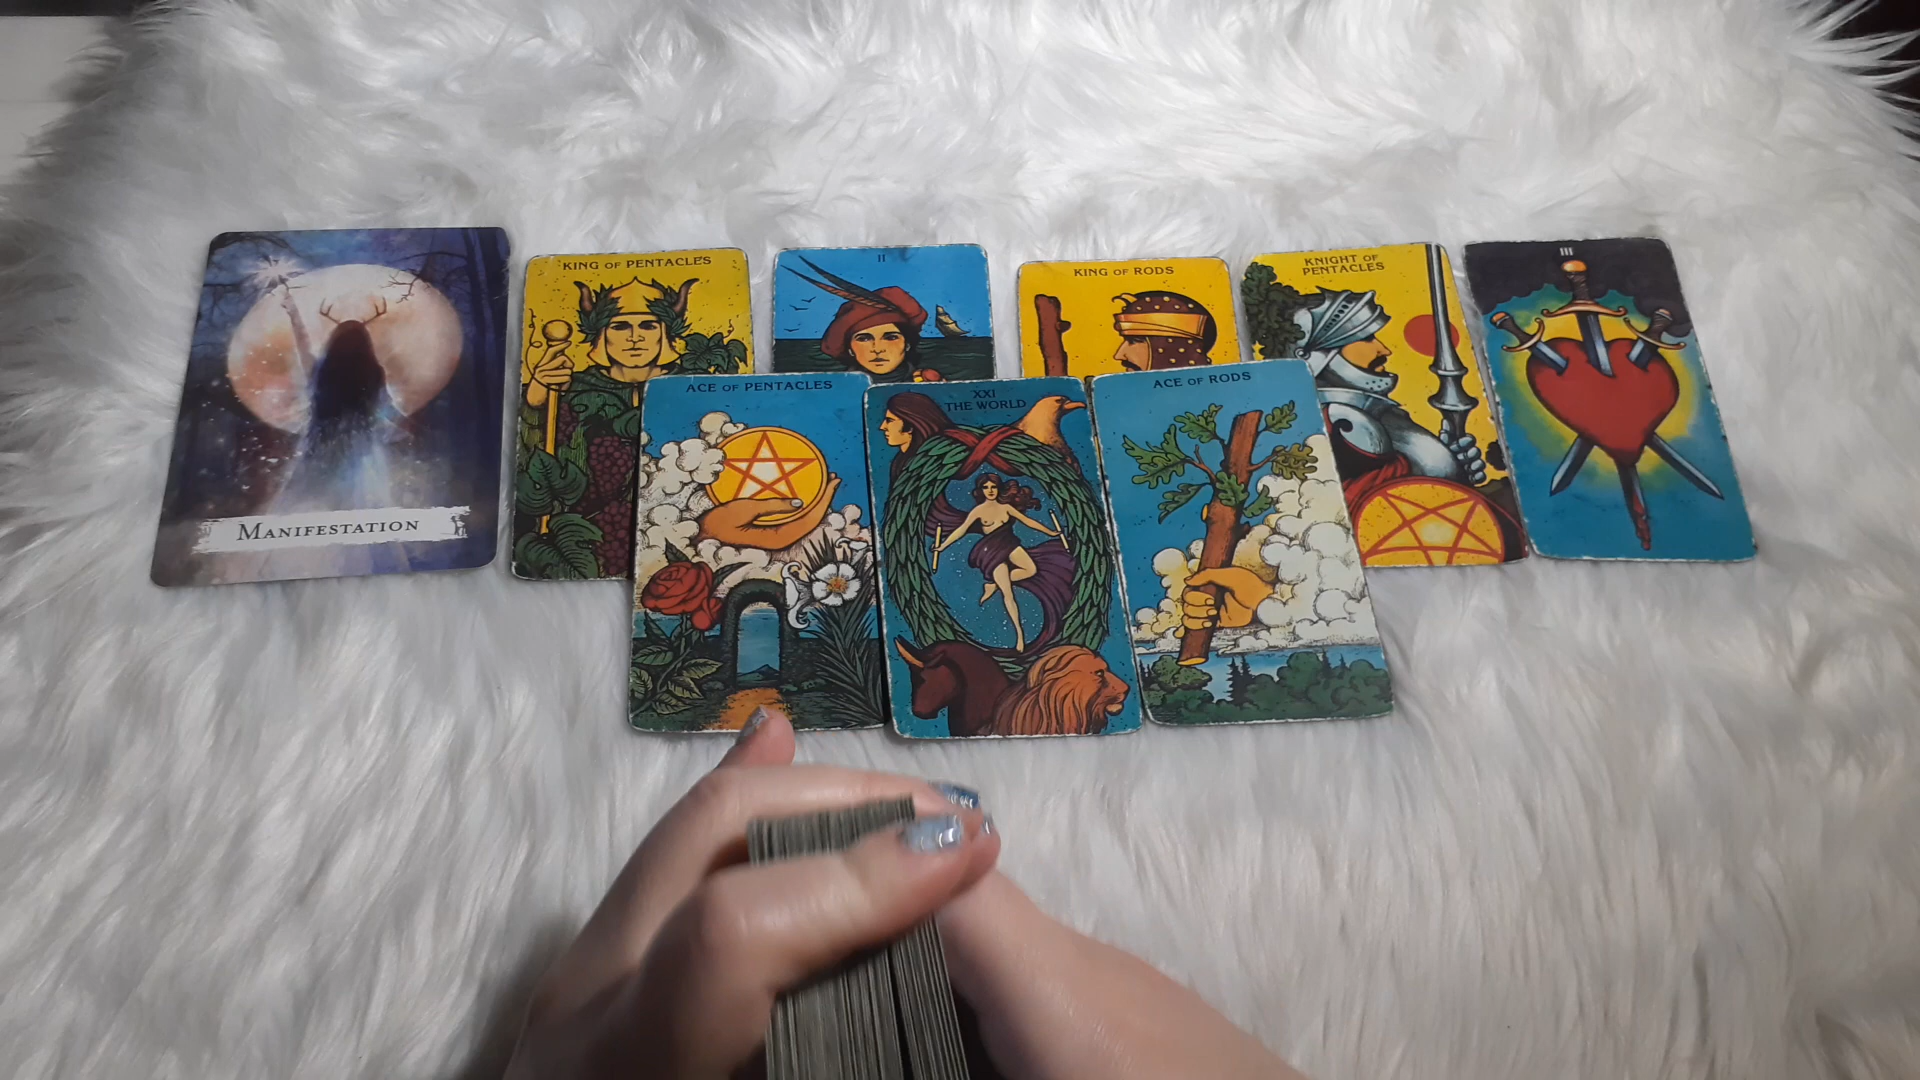 MANIFESTATION
KING OF PENTACLES
II
KING OF RODS
KNIGHT OF
PENTACLES
III
ACE OF PENTACLES
XXI
THE WORLD
ACE OF RODS